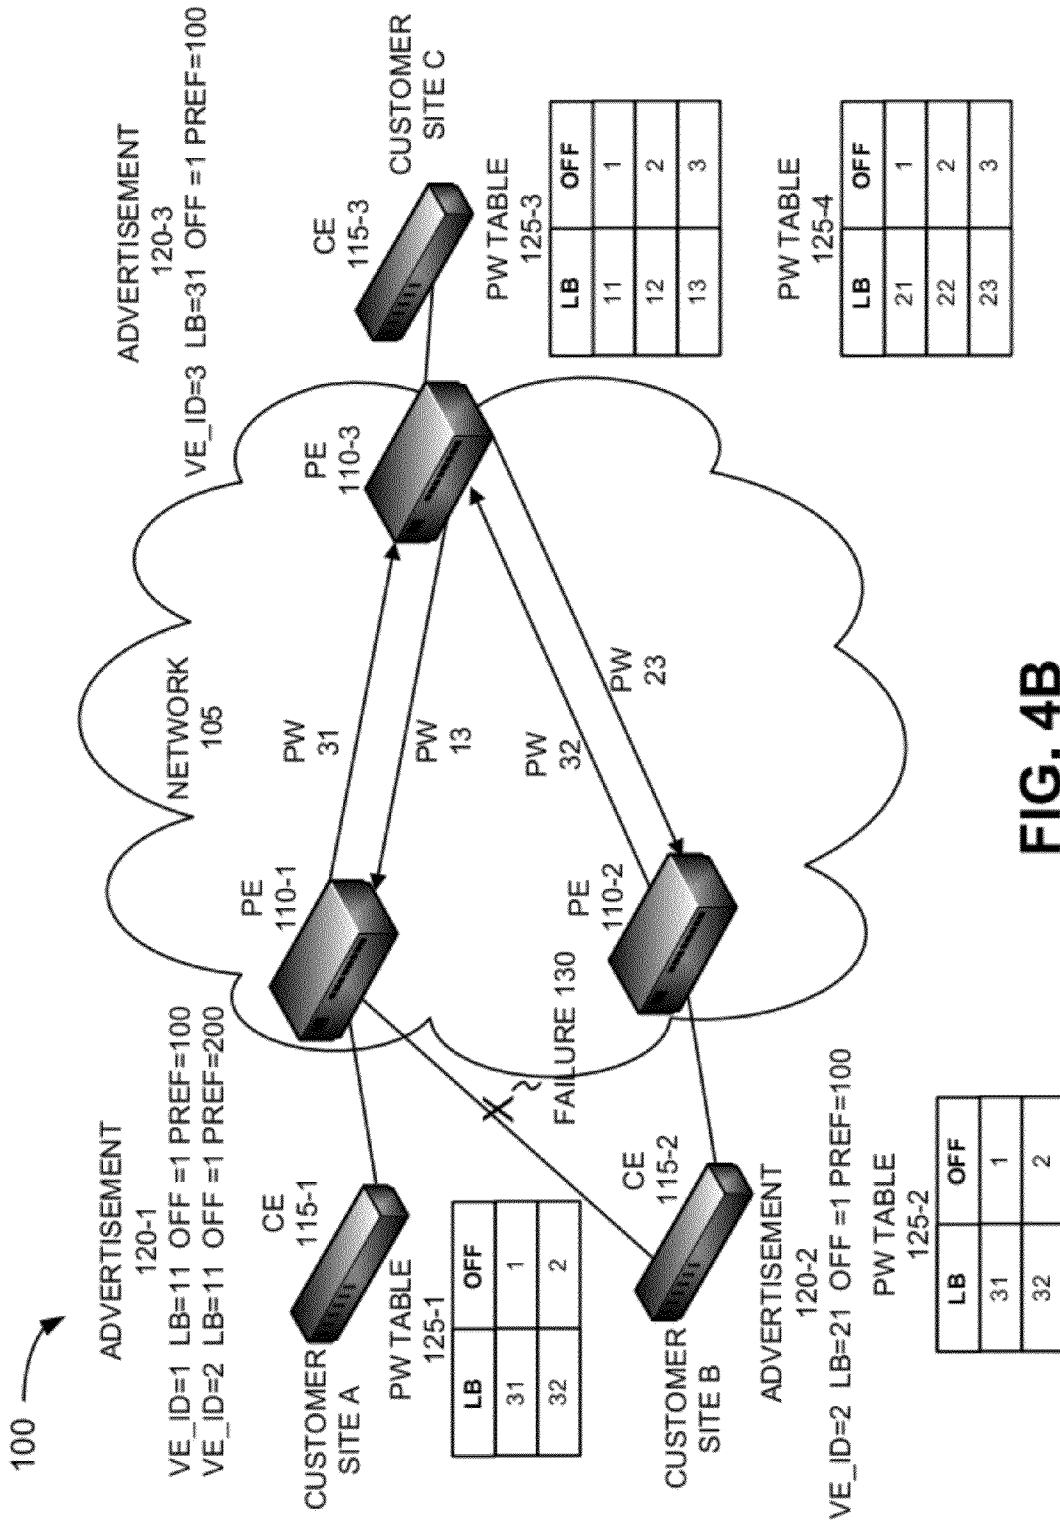 100
ADVERTISEMENT
120-1
VE_ID=1 LB=11 OFF =1 PREF=100
VE_ID=2 LB=11 OFF =1 PREF=200
ADVERTISEMENT
120-3
VE_ID=3 LB=31 OFF =1 PREF=100
NETWORK
105
CE
115-1
CUSTOMER
SITE A
PE
110-1
PW
31
PW
13
PE
110-3
CE
115-3
CUSTOMER
SITE C
PW TABLE
125-1
LB OFF
31 1
32 2
FAILURE 130
X
PW
32
PW
23
PW TABLE
125-3
LB OFF
11 1
12 2
13 3
CE
115-2
CUSTOMER
SITE B
PE
110-2
ADVERTISEMENT
120-2
VE_ID=2 LB=21 OFF =1 PREF=100
PW TABLE
125-4
LB OFF
21 1
22 2
23 3
PW TABLE
125-2
LB OFF
31 1
32 2
FIG. 4B